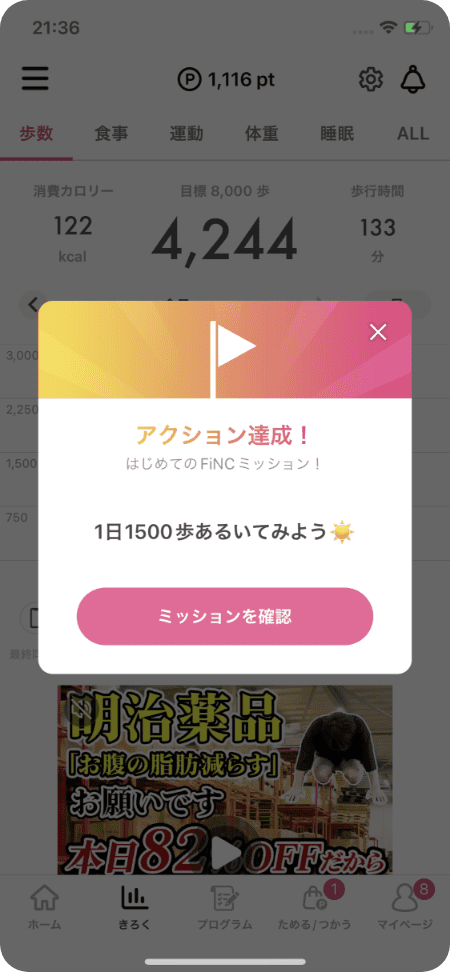 21:36
P 1,116 pt
歩数 食事 運動 体重 睡眠 ALL
消費カロリー 目標 8,000 歩 歩行時間
122 4,244 133
kcal 分
3,000
2,250
1,500
750
アクション達成！
はじめてのFiNCミッション！
1日1500歩あるいてみよう☀️
ミッションを確認
明治薬品
「お腹の脂肪減らす」
お願いです
本日82%OFFだから
1 8
ホーム きろく プログラム ためる/つかう マイページ